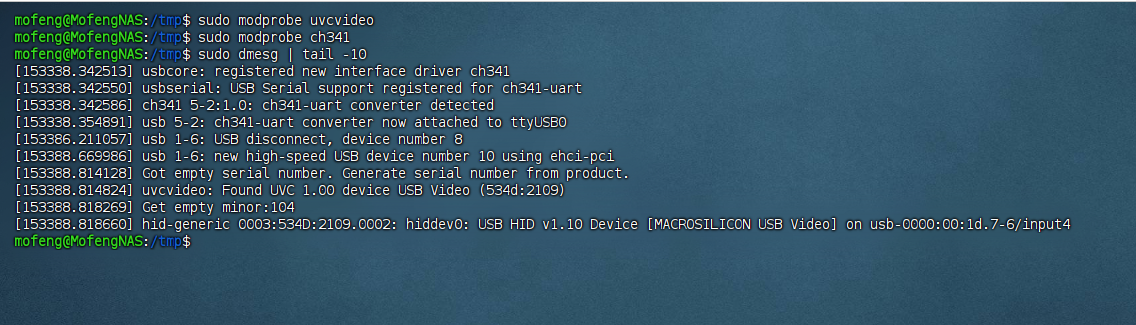 mofeng@MofengNAS:/tmp$ sudo modprobe uvcvideo
mofeng@MofengNAS:/tmp$ sudo modprobe ch341
mofeng@MofengNAS:/tmp$ sudo dmesg | tail -10
[153338.342513] usbcore: registered new interface driver ch341
[153338.342550] usbserial: USB Serial support registered for ch341-uart
[153338.342586] ch341 5-2:1.0: ch341-uart converter detected
[153338.354891] usb 5-2: ch341-uart converter now attached to ttyUSB0
[153386.211057] usb 1-6: USB disconnect, device number 8
[153388.669986] usb 1-6: new high-speed USB device number 10 using ehci-pci
[153388.814128] Got empty serial number. Generate serial number from product.
[153388.814824] uvcvideo: Found UVC 1.00 device USB Video (534d:2109)
[153388.818269] Get empty minor:104
[153388.818660] hid-generic 0003:534D:2109.0002: hiddev0: USB HID v1.10 Device [MACROSILICON USB Video] on usb-0000:00:1d.7-6/input4
mofeng@MofengNAS:/tmp$